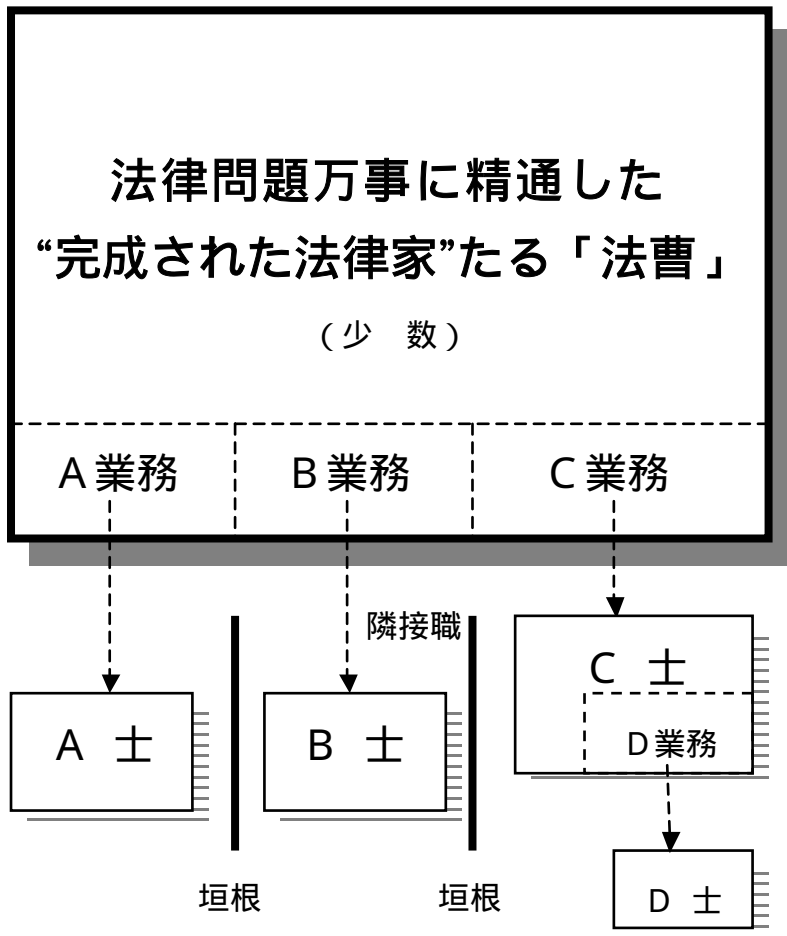 法律問題万事に精通した
“完成された法律家”たる「法曹」
（少　数）
A業務
B業務
C業務
隣接職
C 士
A 士
B 士
D業務
垣根
垣根
D 士